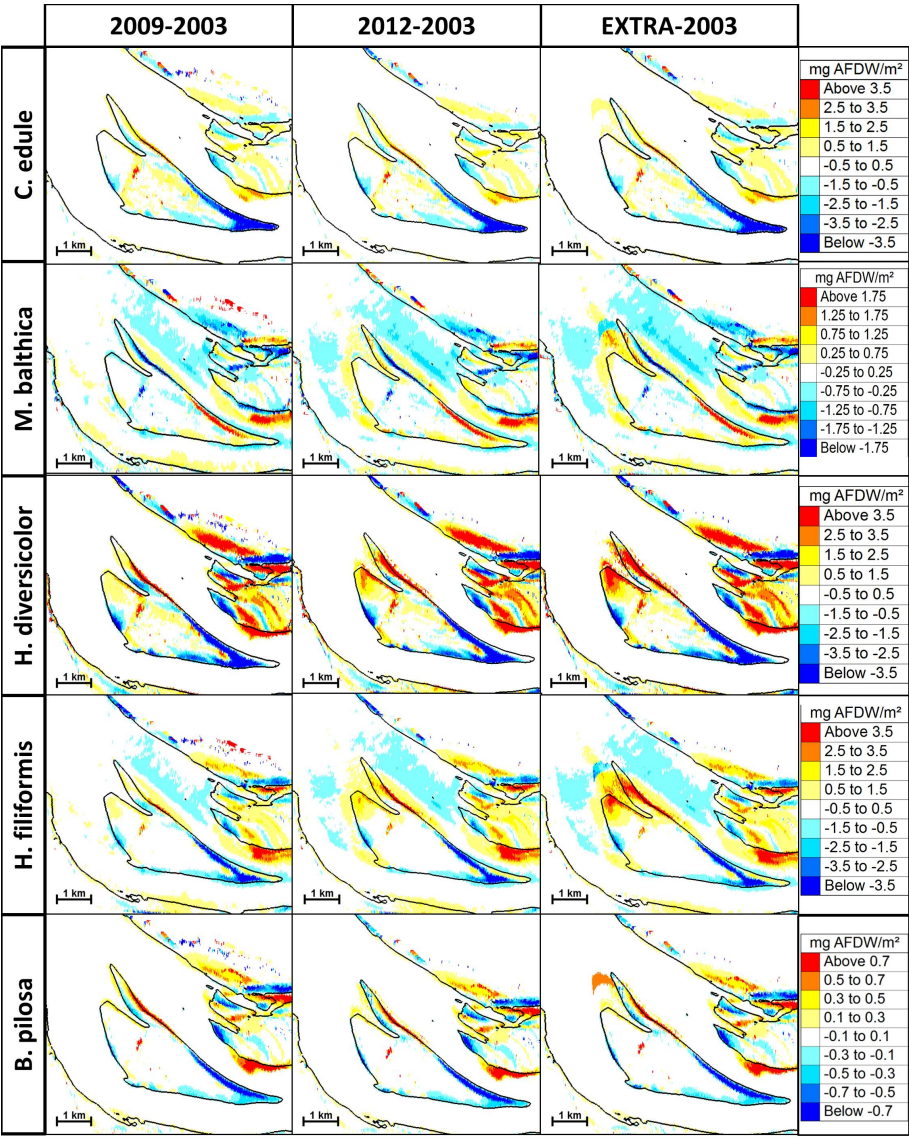 2009-2003 2012-2003 EXTRA-2003
C. edule
1 km 1 km 1 km
mg AFDW/m²
Above 3.5
2.5 to 3.5
1.5 to 2.5
0.5 to 1.5
-0.5 to 0.5
-1.5 to -0.5
-2.5 to -1.5
-3.5 to -2.5
Below -3.5
M. balthica
1 km 1 km 1 km
mg AFDW/m²
Above 1.75
1.25 to 1.75
0.75 to 1.25
0.25 to 0.75
-0.25 to 0.25
-0.75 to -0.25
-1.25 to -0.75
-1.75 to -1.25
Below -1.75
H. diversicolor
1 km 1 km 1 km
mg AFDW/m²
Above 3.5
2.5 to 3.5
1.5 to 2.5
0.5 to 1.5
-0.5 to 0.5
-1.5 to -0.5
-2.5 to -1.5
-3.5 to -2.5
Below -3.5
H. filiformis
1 km 1 km 1 km
mg AFDW/m²
Above 3.5
2.5 to 3.5
1.5 to 2.5
0.5 to 1.5
-0.5 to 0.5
-1.5 to -0.5
-2.5 to -1.5
-3.5 to -2.5
Below -3.5
B. pilosa
1 km 1 km 1 km
mg AFDW/m²
Above 0.7
0.5 to 0.7
0.3 to 0.5
0.1 to 0.3
-0.1 to 0.1
-0.3 to -0.1
-0.5 to -0.3
-0.7 to -0.5
Below -0.7